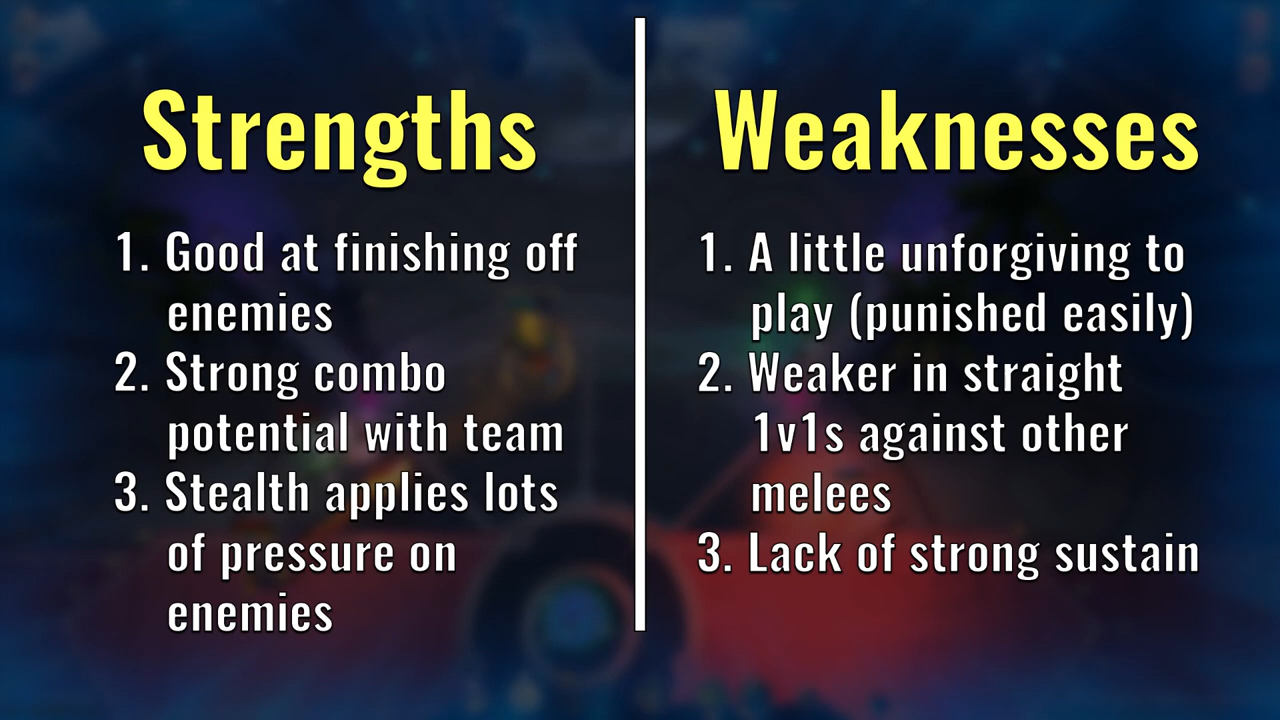 Strengths
1. Good at finishing off
enemies
2. Strong combo
potential with team
3. Stealth applies lots
of pressure on
enemies
Weaknesses
1. A little unforgiving to
play (punished easily)
2. Weaker in straight
1v1s against other
melees
3. Lack of strong sustain